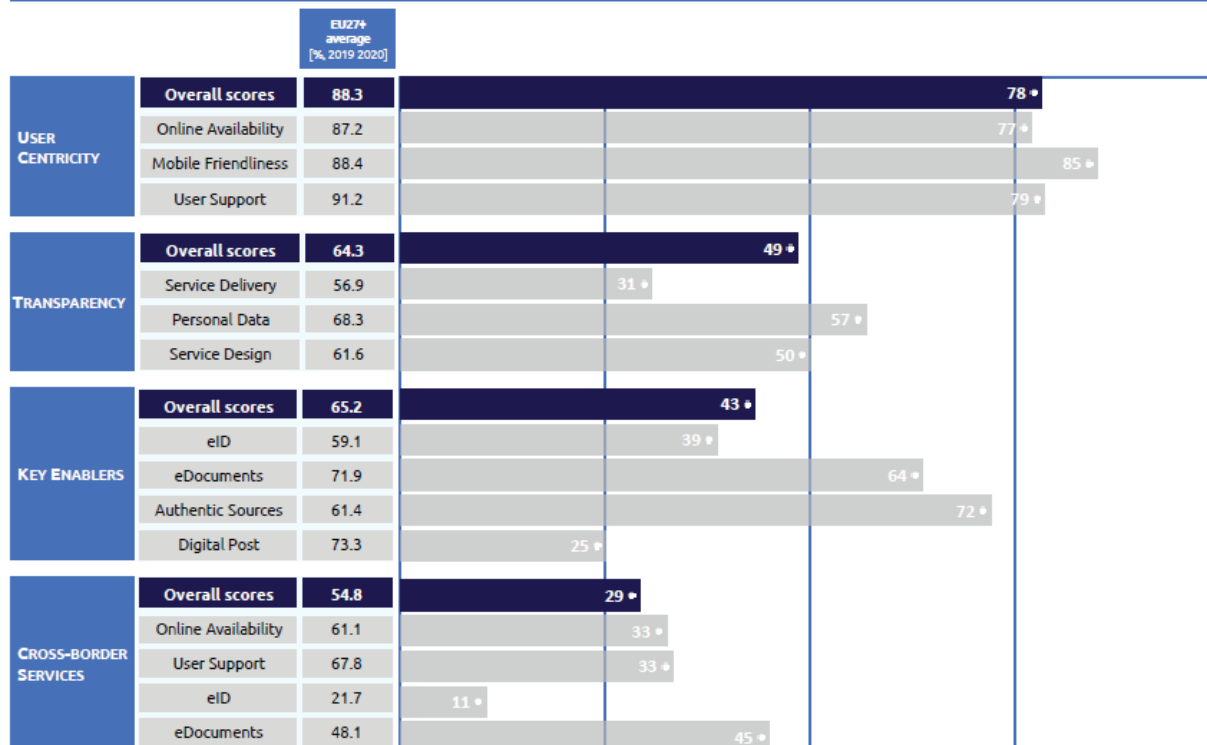 EU27+
average
[%, 2019 2020]
USER
CENTRICITY
Overall scores 88.3 78
Online Availability 87.2 77
Mobile Friendliness 88.4 85
User Support 91.2 79
TRANSPARENCY
Overall scores 64.3 49
Service Delivery 56.9 31
Personal Data 68.3 57
Service Design 61.6 50
KEY ENABLERS
Overall scores 65.2 43
eID 59.1 39
eDocuments 71.9 64
Authentic Sources 61.4 72
Digital Post 73.3 25
CROSS-BORDER
SERVICES
Overall scores 54.8 29
Online Availability 61.1 33
User Support 67.8 33
eID 21.7 11
eDocuments 48.1 45